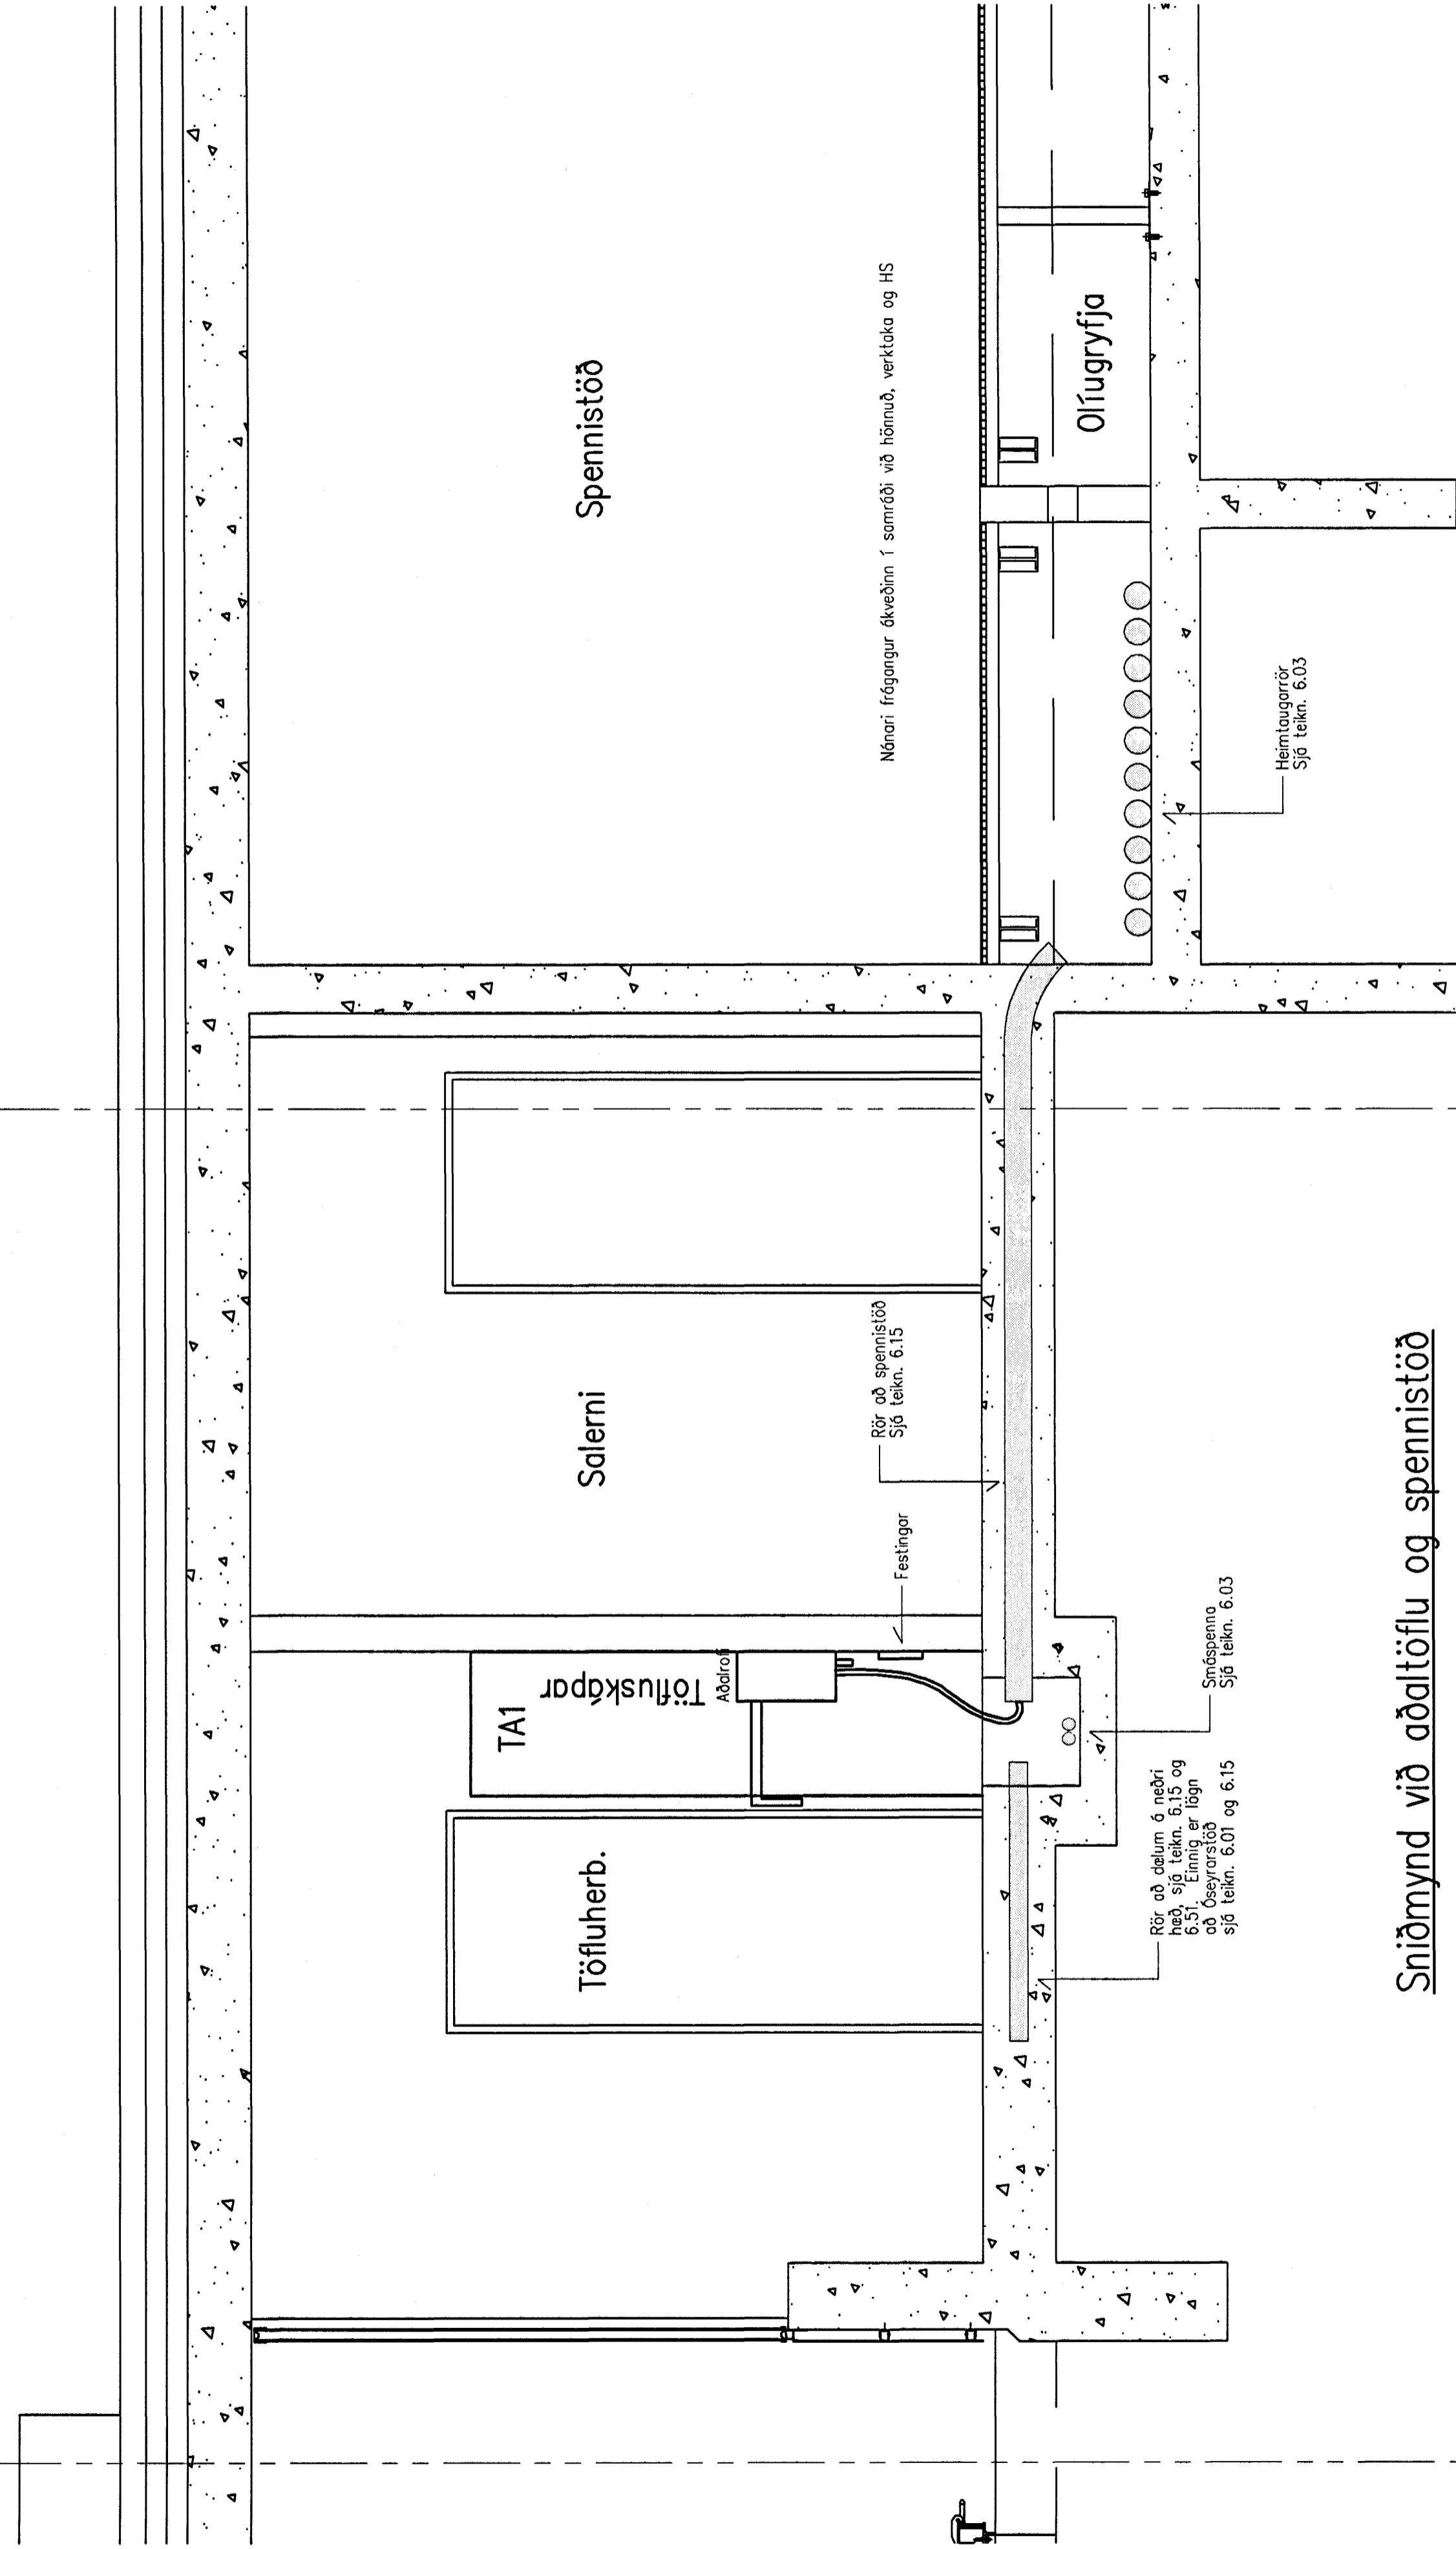 Spennistöð
Nánari frágangur ákveðinn í samráði við hönnuð, verktaka og HS
Olíugryfja
Heimtaugarrör
Sjá teikn. 6.03
Salerni
Rör að spennistöð
Sjá teikn. 6.15
Festingar
TA1
Töfluskápar
Aðalrofi
Töfluherb.
Smáspenna
Sjá teikn. 6.03
Rör að dælum á neðri
hæð, sjá teikn. 6.15 og
6.51. Einnig er lögn
að Óseyrarstöð
sjá teikn. 6.01 og 6.15
Sniðmynd við aðaltöflu og spennistöð